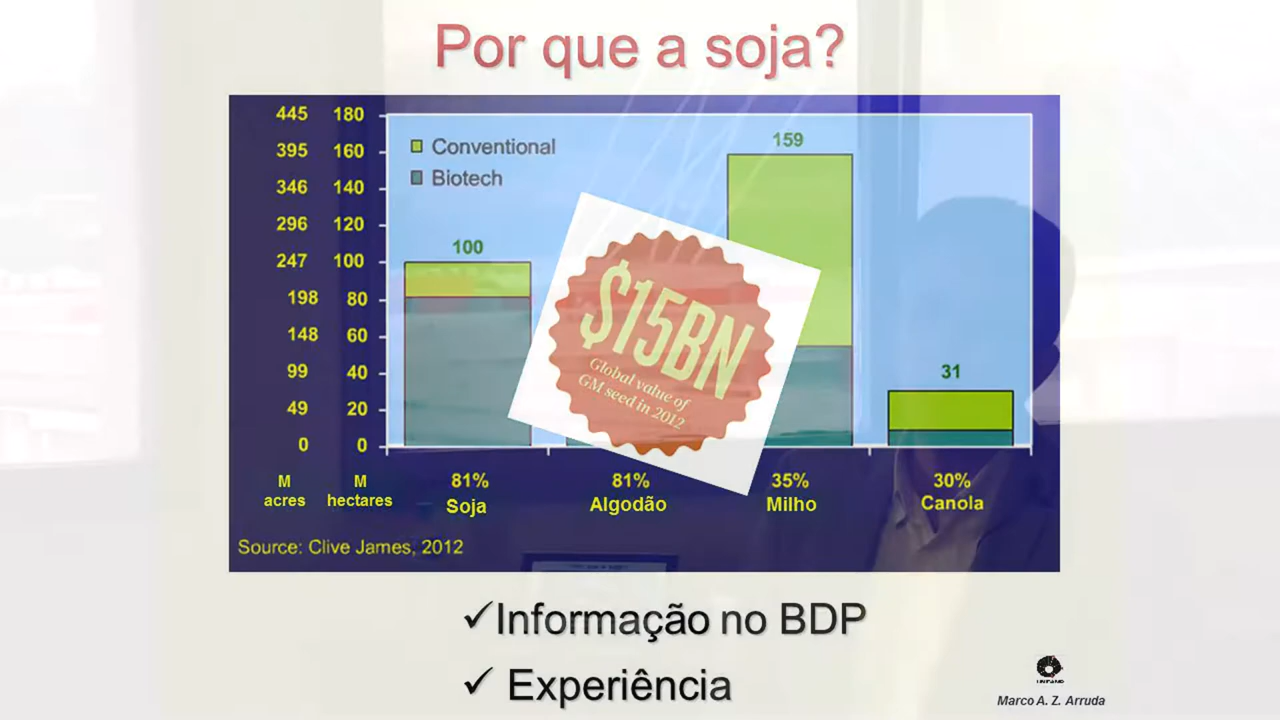 Por que a soja?
445 180
395 160
346 140
296 120
247 100
198 80
148 60
99 40
49 20
0 0
M acres
M hectares
Conventional
Biotech
100
159
31
$15BN
Global value of
GM seed in 2012
81%
Soja
81%
Algodão
35%
Milho
30%
Canola
Source: Clive James, 2012
✓Informação no BDP
✓ Experiência
UNICAMP
Marco A. Z. Arruda